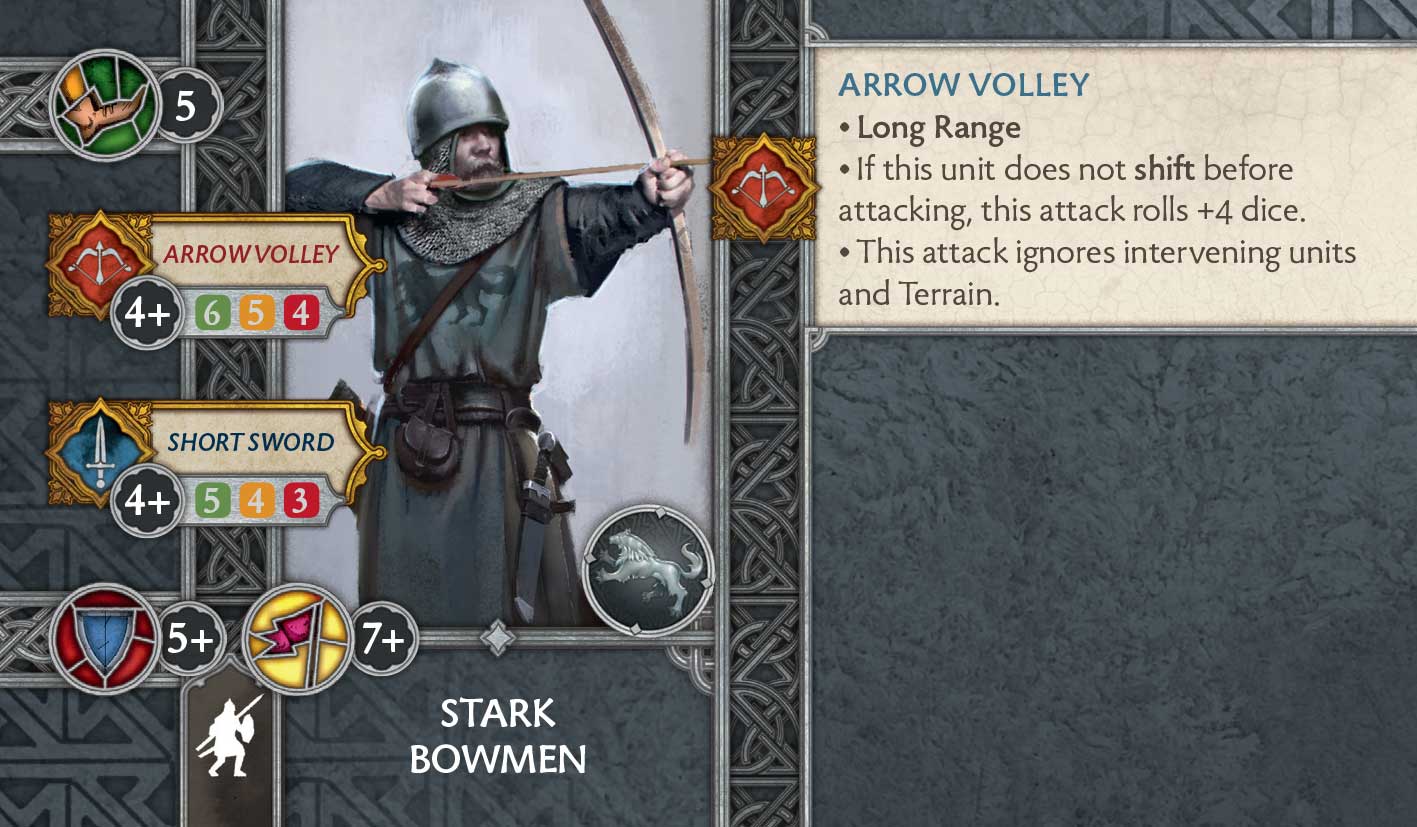 5
ARROW VOLLEY
4+ 6 5 4
SHORT SWORD
4+ 5 4 3
5+ 7+
STARK
BOWMEN
ARROW VOLLEY
• Long Range
• If this unit does not shift before
attacking, this attack rolls +4 dice.
• This attack ignores intervening units
and Terrain.